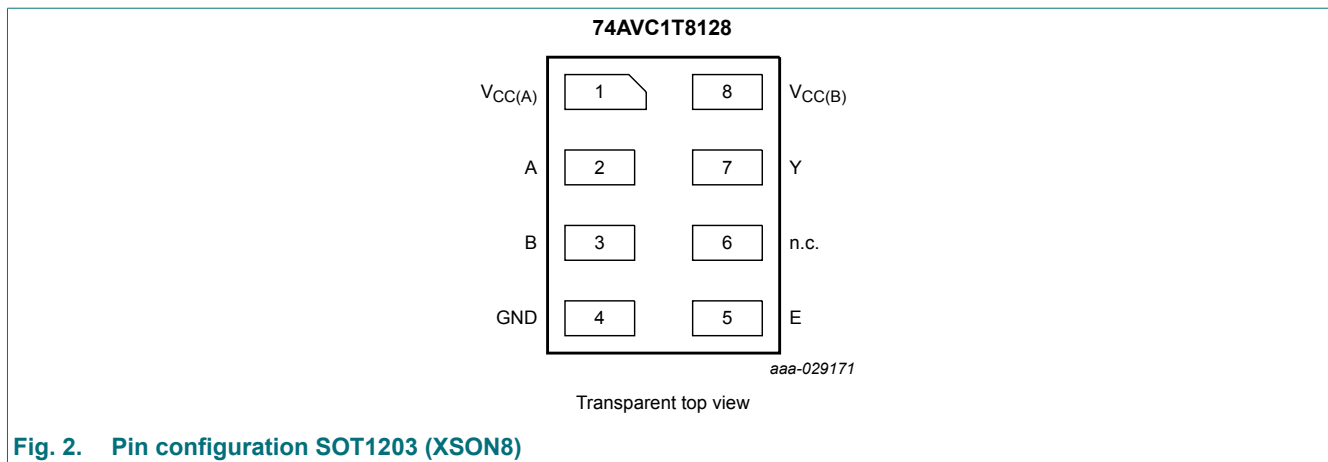 74AVC1T8128
VCC(A) 1 8 VCC(B)
A 2 7 Y
B 3 6 n.c.
GND 4 5 E
aaa-029171
Transparent top view
Fig. 2. Pin configuration SOT1203 (XSON8)